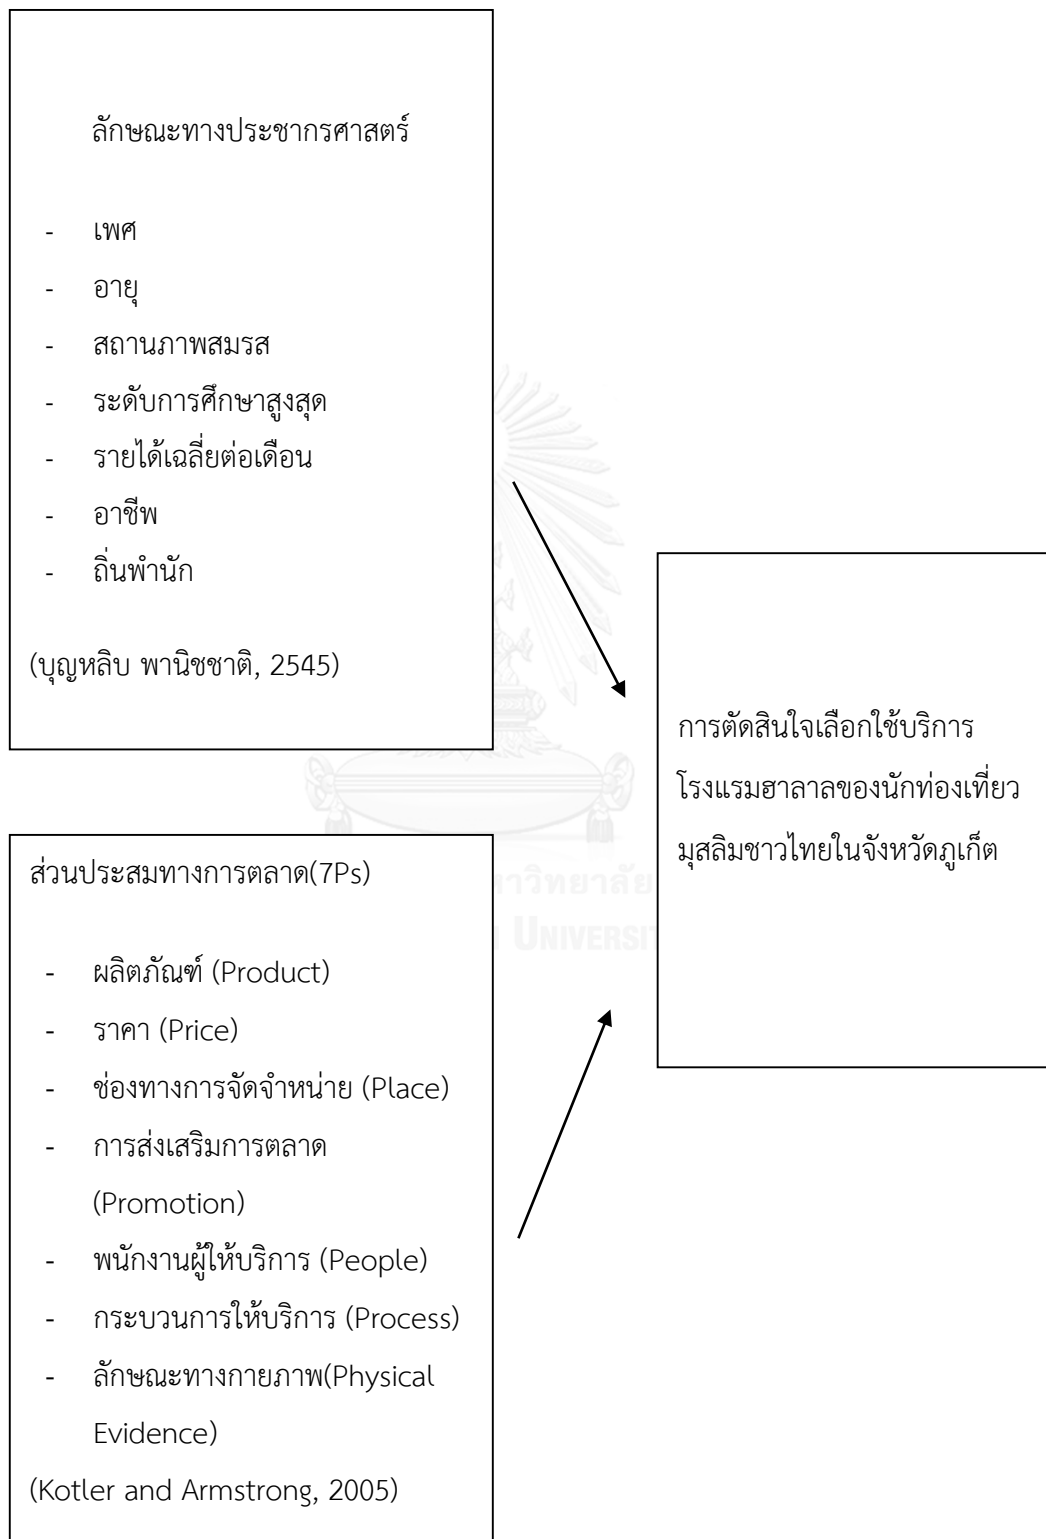 ลักษณะทางประชากรศาสตร์
- เพศ
- อายุ
- สถานภาพสมรส
- ระดับการศึกษาสูงสุด
- รายได้เฉลี่ยต่อเดือน
- อาชีพ
- ถิ่นพำนัก
(บุญหลิบ พานิชชาติ, 2545)
ส่วนประสมทางการตลาด(7Ps)
- ผลิตภัณฑ์ (Product)
- ราคา (Price)
- ช่องทางการจัดจำหน่าย (Place)
- การส่งเสริมการตลาด
(Promotion)
- พนักงานผู้ให้บริการ (People)
- กระบวนการให้บริการ (Process)
- ลักษณะทางกายภาพ(Physical
Evidence)
(Kotler and Armstrong, 2005)
การตัดสินใจเลือกใช้บริการ
โรงแรมฮาลาลของนักท่องเที่ยว
มุสลิมชาวไทยในจังหวัดภูเก็ต